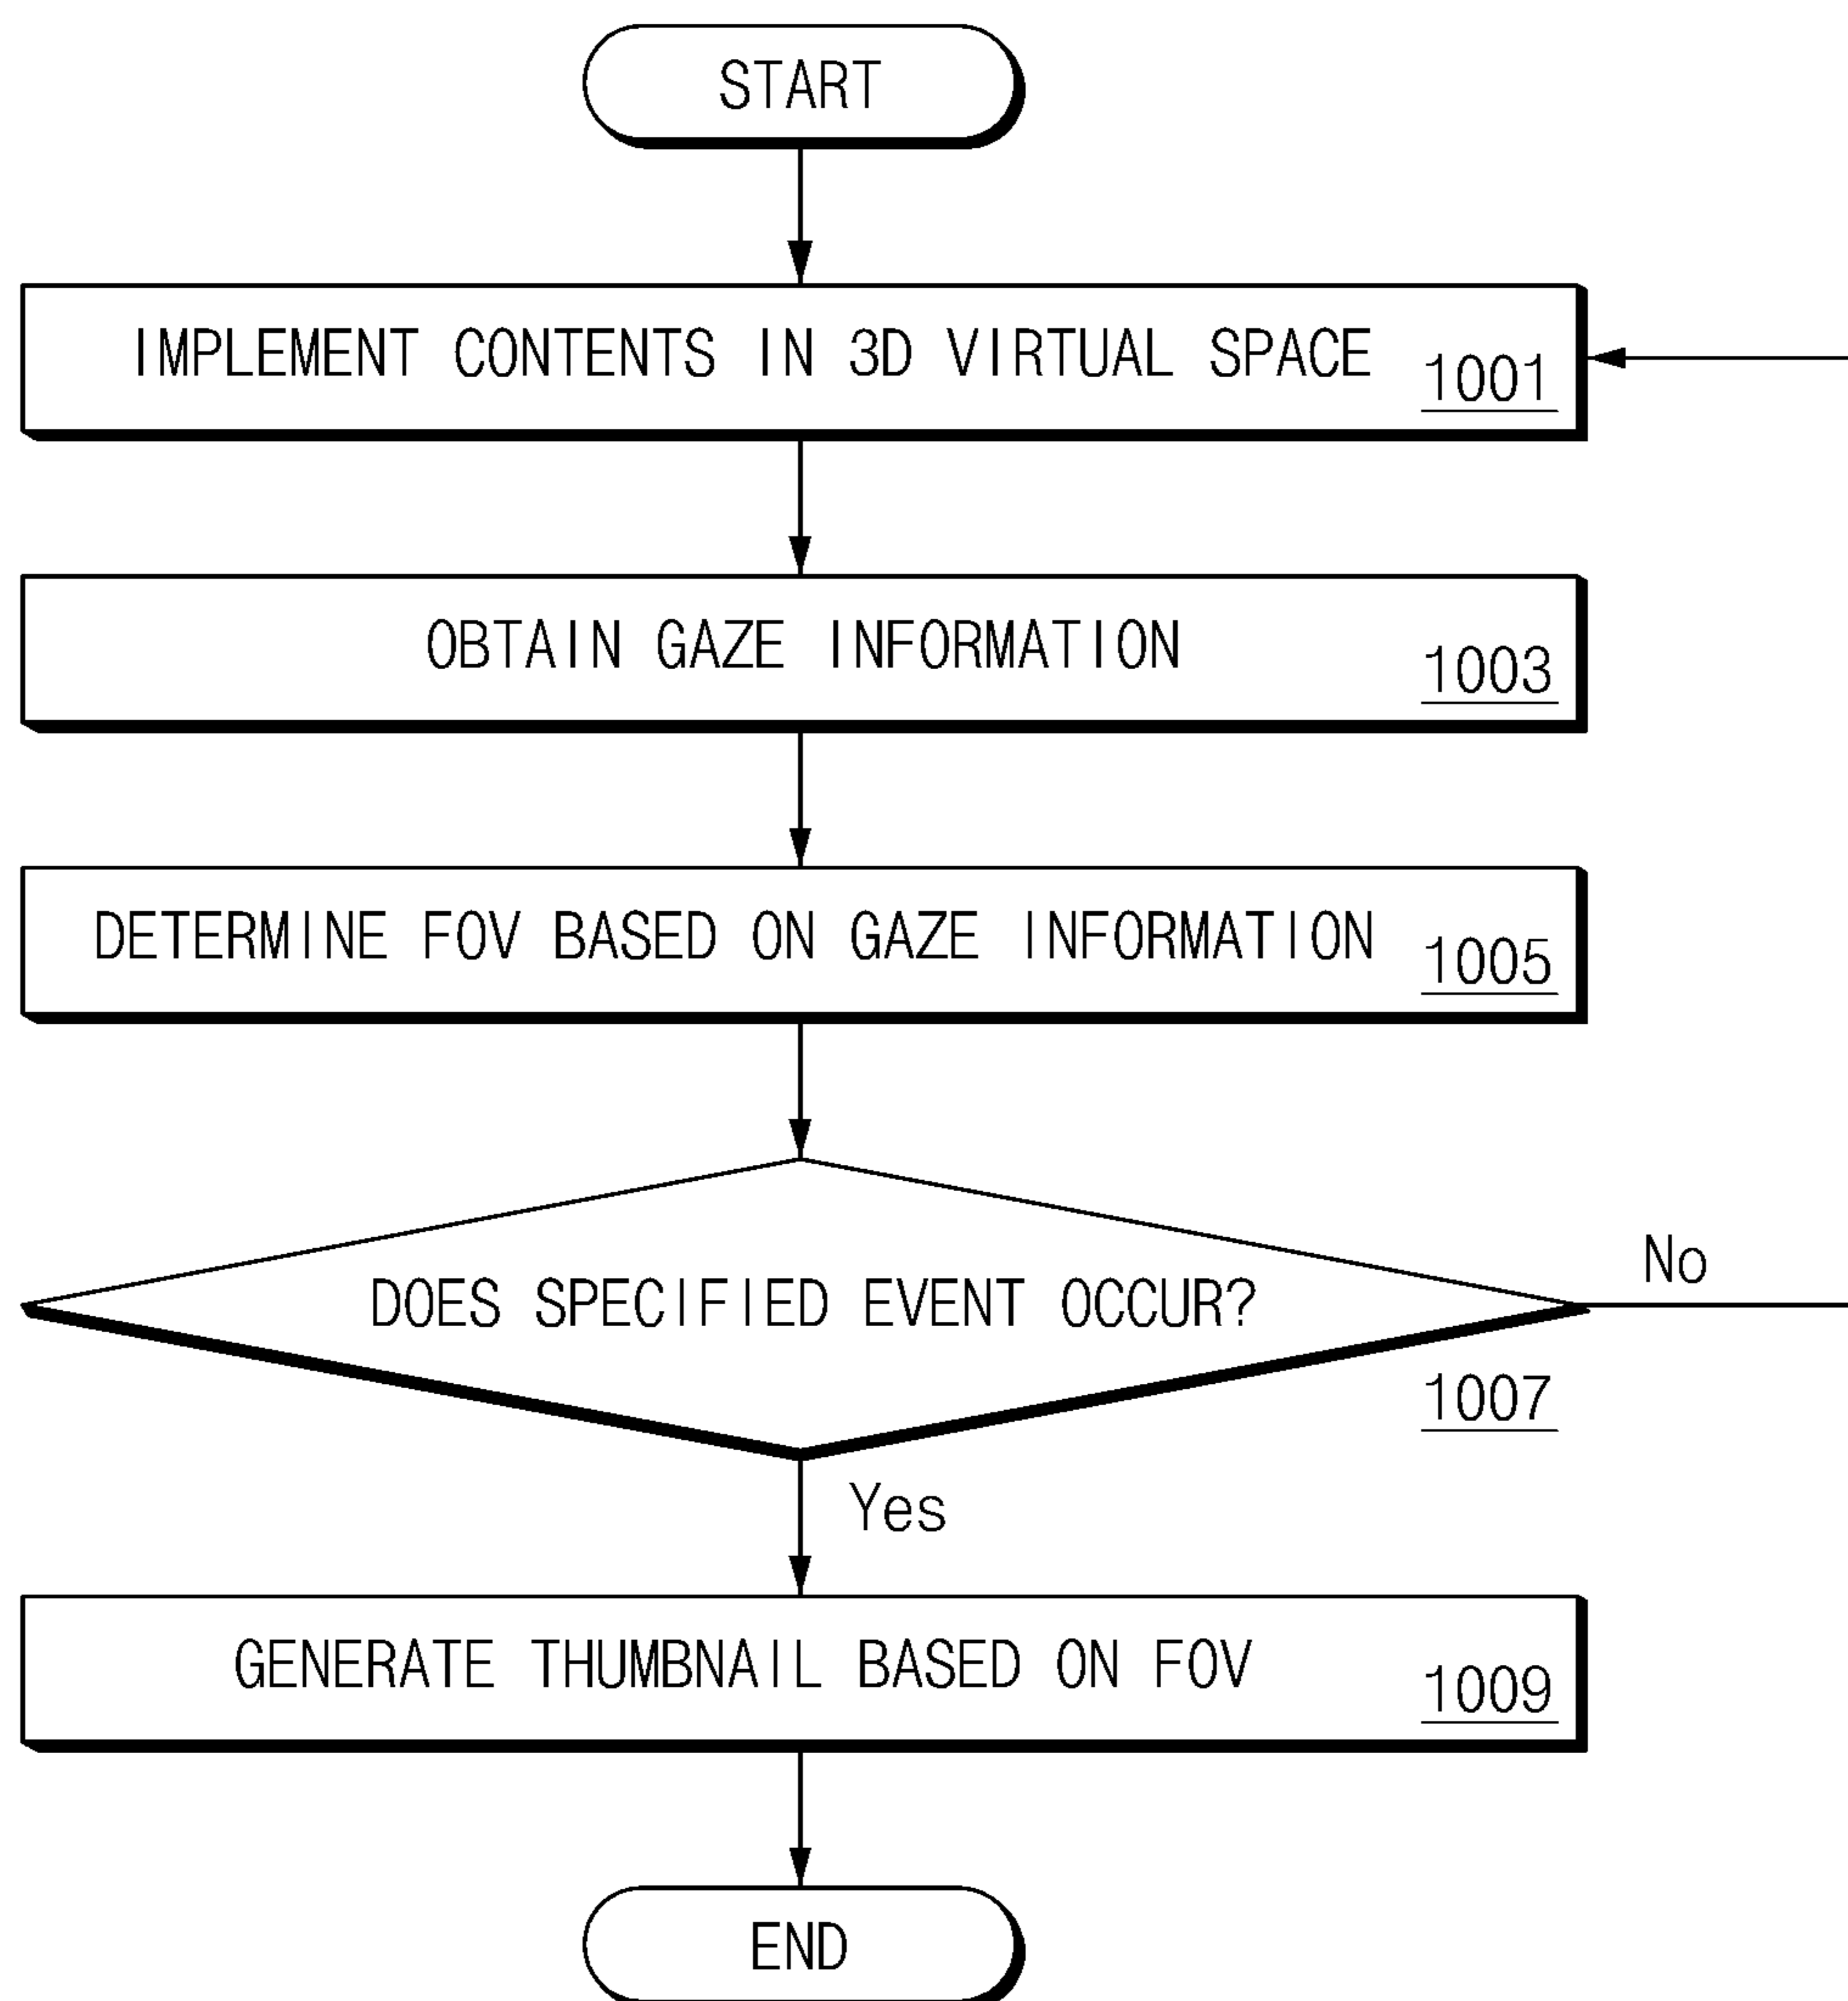 START
IMPLEMENT CONTENTS IN 3D VIRTUAL SPACE
1001
OBTAIN GAZE INFORMATION
1003
DETERMINE FOV BASED ON GAZE INFORMATION
1005
DOES SPECIFIED EVENT OCCUR?
No
1007
Yes
GENERATE THUMBNAIL BASED ON FOV
1009
END